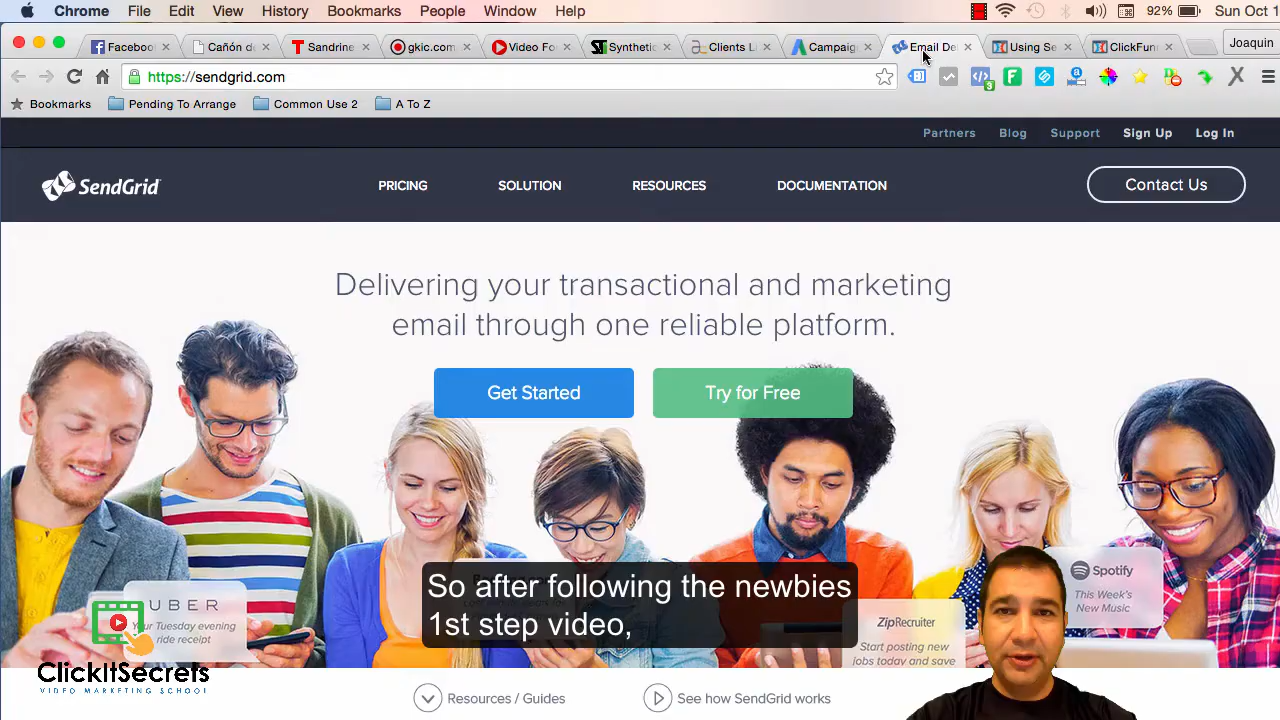 Chrome File Edit View History Bookmarks People Window Help 92% Sun Oct 1
Faceboo Cañón de Sandrine gkic.com Video Fo Synthetic Clients L Campaig Email De Using Se ClickFun Joaquin
https://sendgrid.com
Bookmarks Pending To Arrange Common Use 2 A To Z
Partners Blog Support Sign Up Log In
SendGrid PRICING SOLUTION RESOURCES DOCUMENTATION Contact Us
Delivering your transactional and marketing
email through one reliable platform.
Get Started Try for Free
So after following the newbies
1st step video,
UBER
Your Tuesday evening
ride receipt
ZipRecruiter
Start posting new
jobs today and save
Spotify
This Week's
New Music
ClickItSecrets
VIDEO MARKETING SCHOOL
Resources / Guides See how SendGrid works